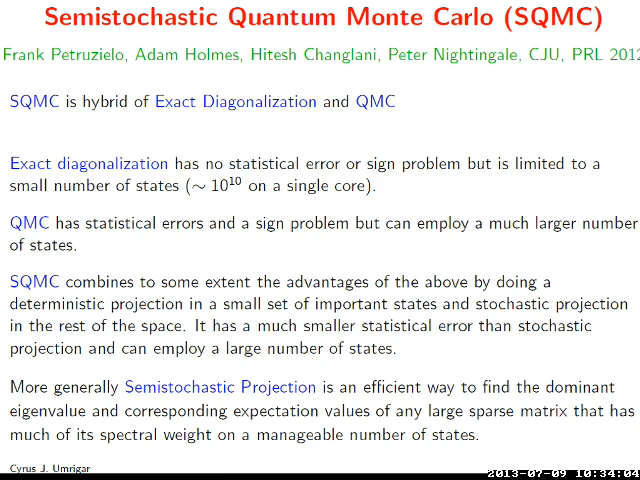 Semistochastic Quantum Monte Carlo (SQMC)
Frank Petruzielo, Adam Holmes, Hitesh Changlani, Peter Nightingale, CJU, PRL 2012
SQMC is hybrid of Exact Diagonalization and QMC
Exact diagonalization has no statistical error or sign problem but is limited to a
small number of states (∼ 10¹⁰ on a single core).
QMC has statistical errors and a sign problem but can employ a much larger number
of states.
SQMC combines to some extent the advantages of the above by doing a
deterministic projection in a small set of important states and stochastic projection
in the rest of the space. It has a much smaller statistical error than stochastic
projection and can employ a large number of states.
More generally Semistochastic Projection is an efficient way to find the dominant
eigenvalue and corresponding expectation values of any large sparse matrix that has
much of its spectral weight on a manageable number of states.
Cyrus J. Umrigar
2013-07-09 10:34:04